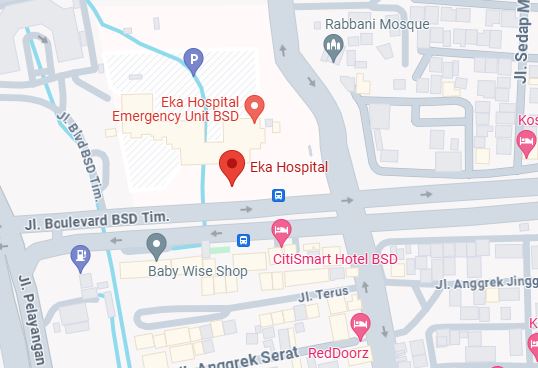 Rabbani Mosque
Jl. Sedap M
P
Eka Hospital
Emergency Unit BSD
Jl. Blvd BSD Tim.
Kos
Eka Hospital
Jl. Boulevard BSD Tim.
CitiSmart Hotel BSD
Baby Wise Shop
Jl. Pelayangan
Jl. Terus
Jl. Anggrek Jingg
K
RedDoorz
Jl. Anggrek Serat